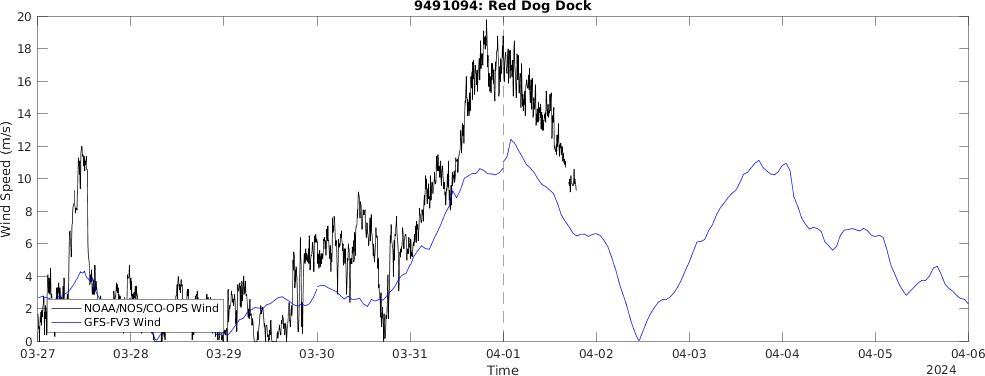 9491094: Red Dog Dock
20
18
16
14
12
10
8
6
4
2
0
Wind Speed (m/s)
NOAA/NOS/CO-OPS Wind
GFS-FV3 Wind
03-27 03-28 03-29 03-30 03-31 04-01 04-02 04-03 04-04 04-05 04-06
Time
2024